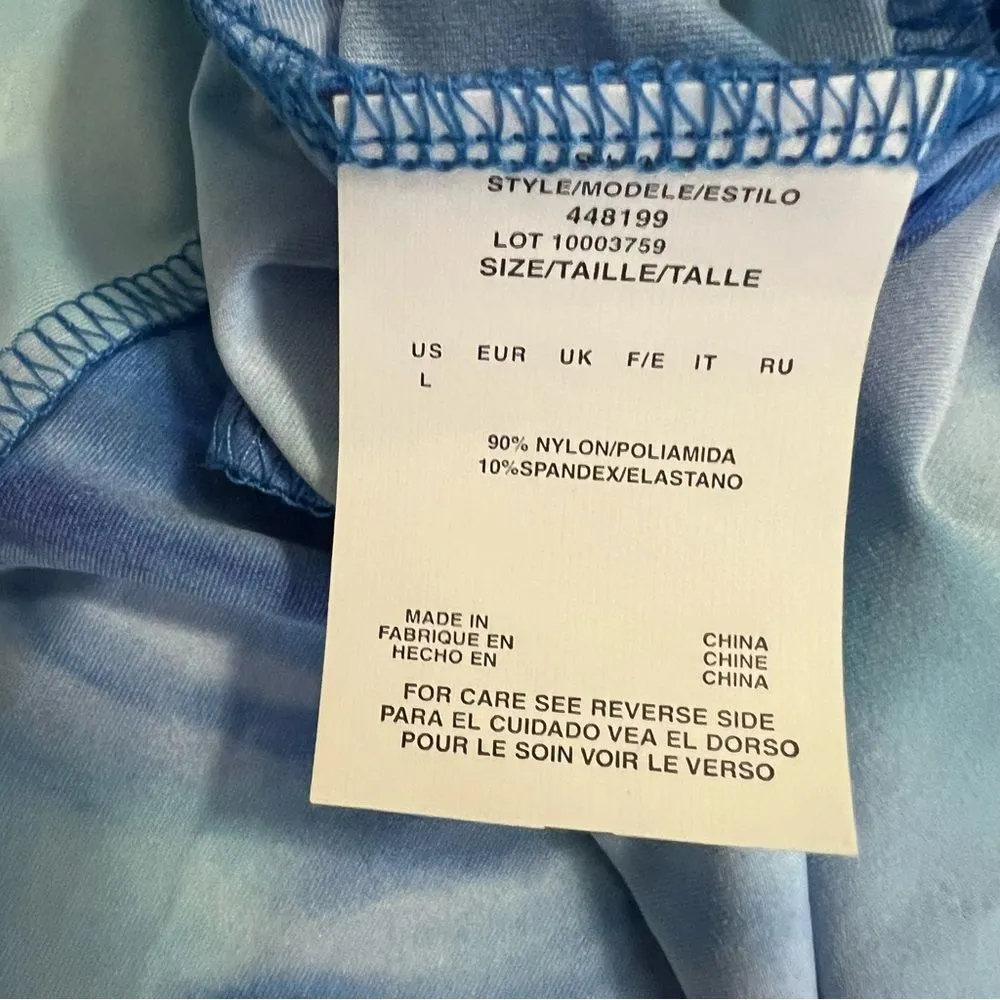 STYLE/MODELE/ESTILO
448199
LOT 10003759
SIZE/TAILLE/TALLE
US EUR UK F/E IT RU
L
90% NYLON/POLIAMIDA
10%SPANDEX/ELASTANO
MADE IN
FABRIQUE EN
HECHO EN
CHINA
CHINE
CHINA
FOR CARE SEE REVERSE SIDE
PARA EL CUIDADO VEA EL DORSO
POUR LE SOIN VOIR LE VERSO